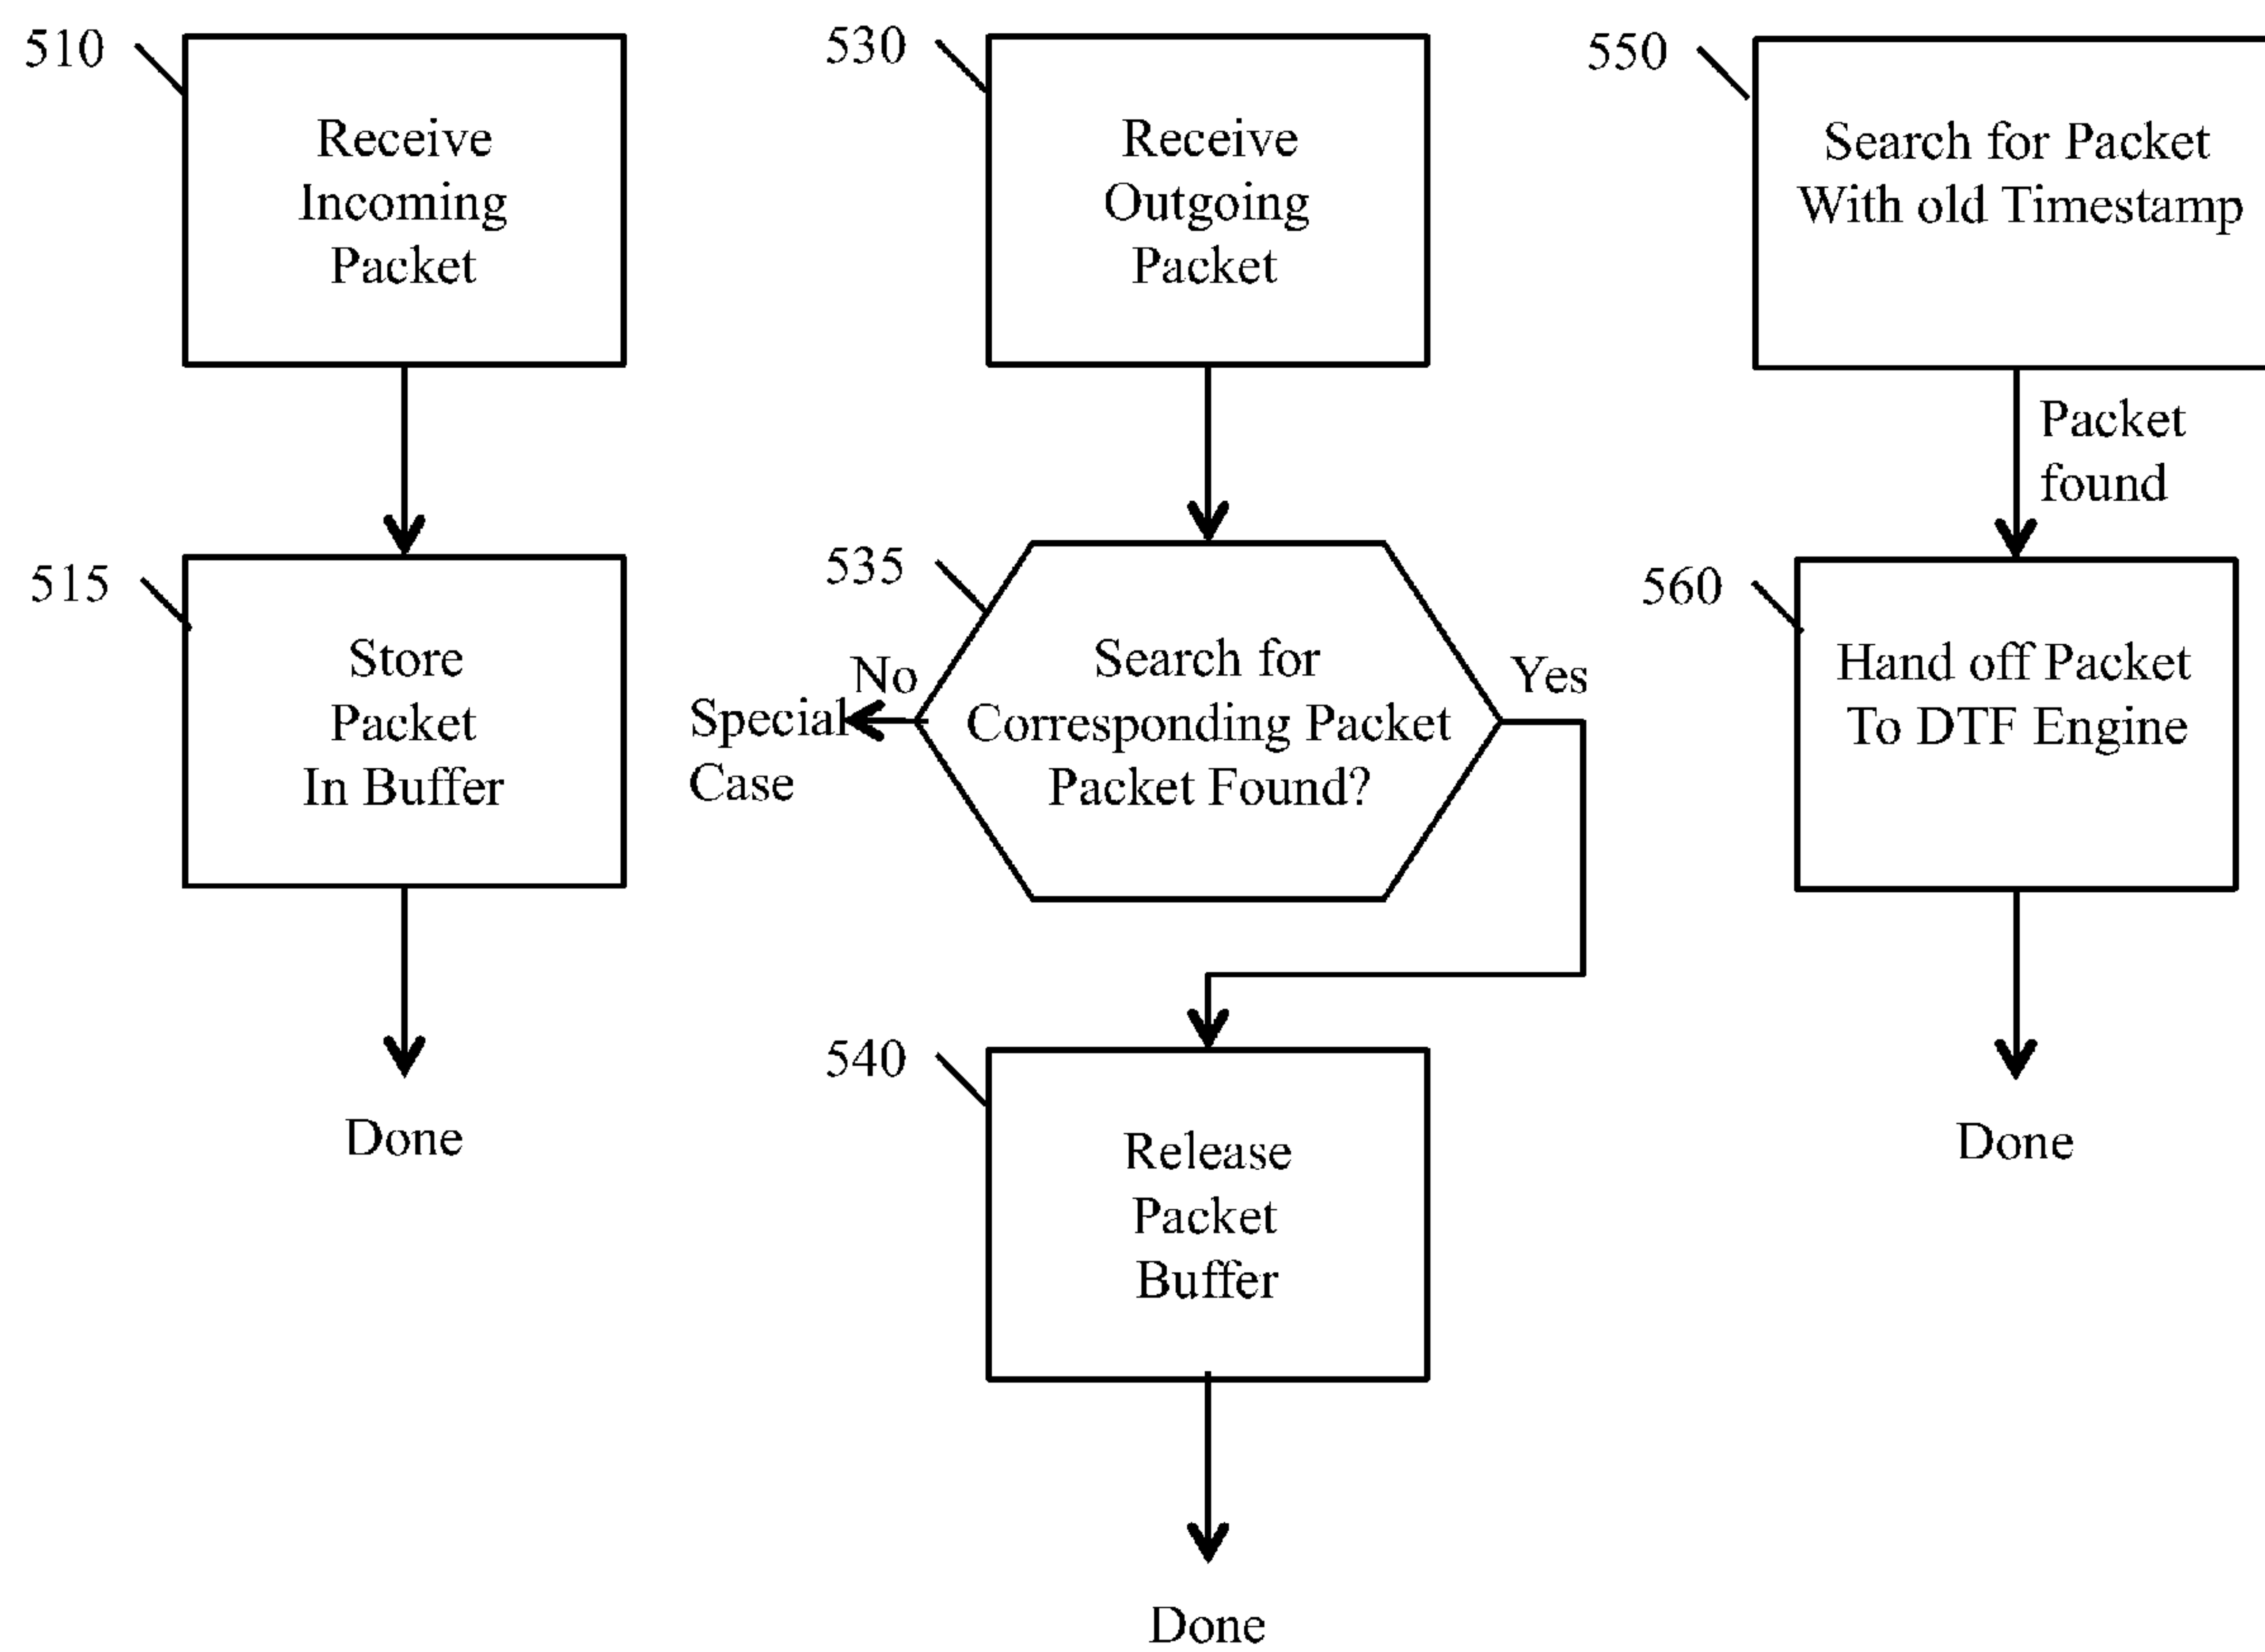 510
Receive
Incoming
Packet
515
Store
Packet
In Buffer
Done
530
Receive
Outgoing
Packet
535
Search for
Corresponding Packet
Packet Found?
No
Special
Case
Yes
540
Release
Packet
Buffer
Done
550
Search for Packet
With old Timestamp
Packet
found
560
Hand off Packet
To DTF Engine
Done